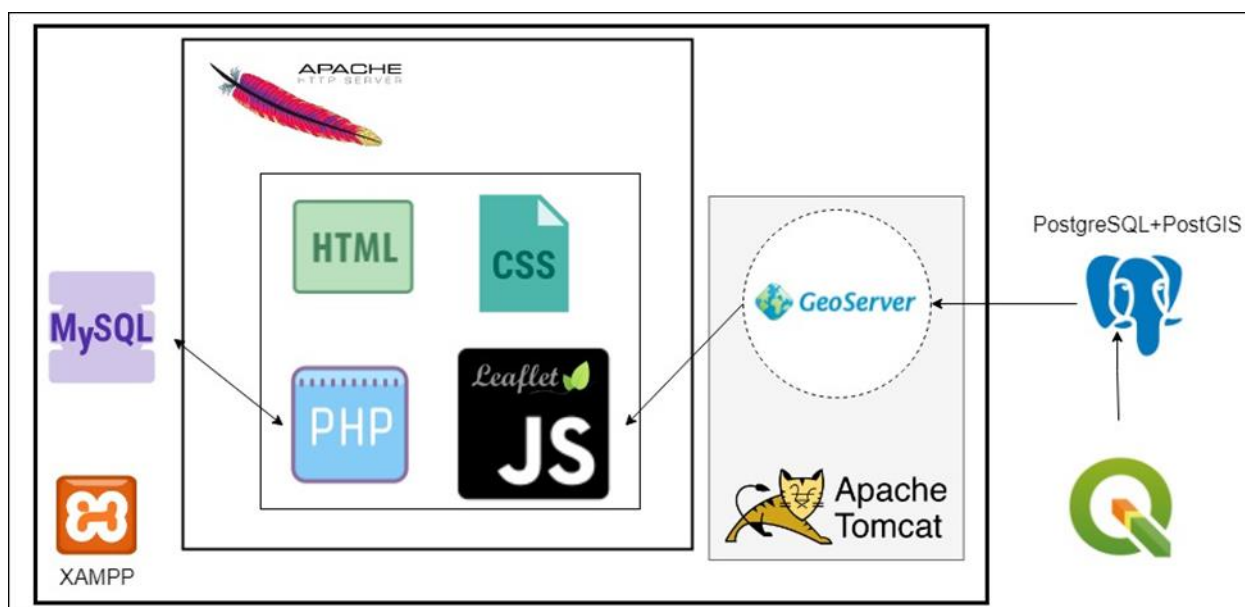 APACHE
HTTP SERVER
HTML
CSS
PostgreSQL+PostGIS
GeoServer
MySQL
PHP
Leaflet
JS
Apache
Tomcat
XAMPP